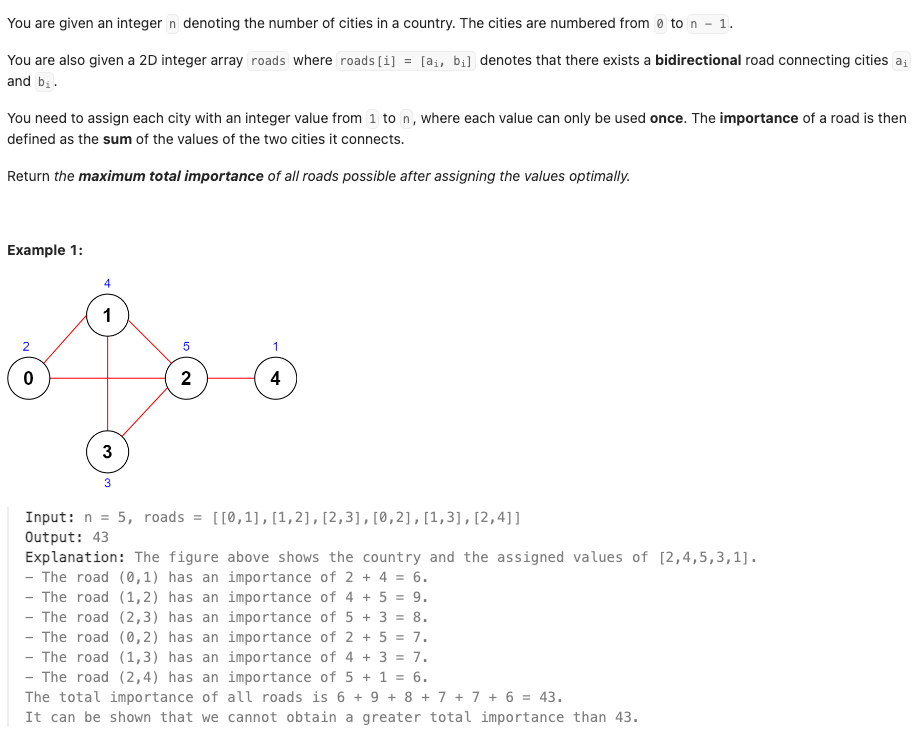 You are given an integer n denoting the number of cities in a country. The cities are numbered from 0 to n - 1.
You are also given a 2D integer array roads where roads[i] = [aᵢ, bᵢ] denotes that there exists a bidirectional road connecting cities aᵢ
and bᵢ.
You need to assign each city with an integer value from 1 to n, where each value can only be used once. The importance of a road is then
defined as the sum of the values of the two cities it connects.
Return the maximum total importance of all roads possible after assigning the values optimally.
Example 1:
4
1
2
5
1
0
2
4
3
3
Input: n = 5, roads = [[0,1],[1,2],[2,3],[0,2],[1,3],[2,4]]
Output: 43
Explanation: The figure above shows the country and the assigned values of [2,4,5,3,1].
- The road (0,1) has an importance of 2 + 4 = 6.
- The road (1,2) has an importance of 4 + 5 = 9.
- The road (2,3) has an importance of 5 + 3 = 8.
- The road (0,2) has an importance of 2 + 5 = 7.
- The road (1,3) has an importance of 4 + 3 = 7.
- The road (2,4) has an importance of 5 + 1 = 6.
The total importance of all roads is 6 + 9 + 8 + 7 + 7 + 6 = 43.
It can be shown that we cannot obtain a greater total importance than 43.